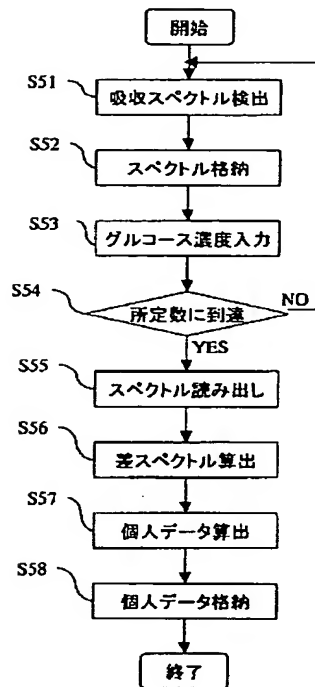 開始
S51
吸収スペクトル検出
S52
スペクトル格納
S53
グルコース濃度入力
S54
所定数に到達
NO
YES
S55
スペクトル読み出し
S56
差スペクトル算出
S57
個人データ算出
S58
個人データ格納
終了